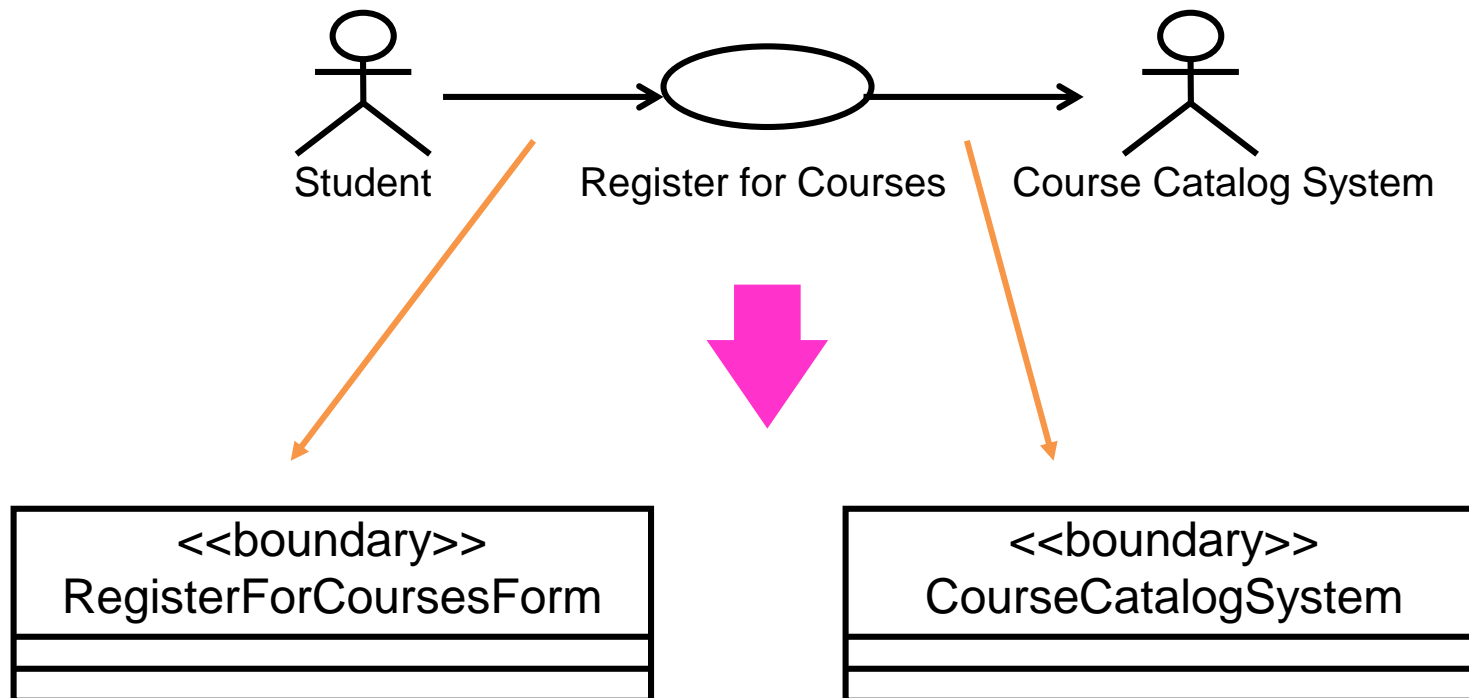 Student
Register for Courses
Course Catalog System
<<boundary>>
RegisterForCoursesForm
<<boundary>>
CourseCatalogSystem